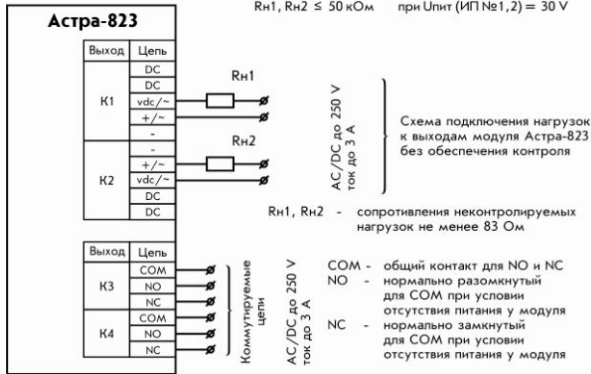 Rн1, Rн2 ≤ 50 кОм при Uпит (ИП №1,2) = 30 V
Астра-823
Выход Цепь
K1
DC
DC
vdc/~
+/~
-
Rн1
K2
-
+/~
vdc/~
DC
DC
Rн2
AC/DC до 250 V
ток до 3 А
Схема подключения нагрузок
к выходам модуля Астра-823
без обеспечения контроля
Rн1, Rн2 - сопротивления неконтролируемых
нагрузок не менее 83 Ом
Выход Цепь
К3
COM
NO
NC
К4
COM
NO
NC
Коммутируемые
цепи
AC/DC до 250 V
ток до 3 А
COM - общий контакт для NO и NC
NO - нормально разомкнутый
для COM при условии
отсутствия питания у модуля
NC - нормально замкнутый
для COM при условии
отсутствия питания у модуля